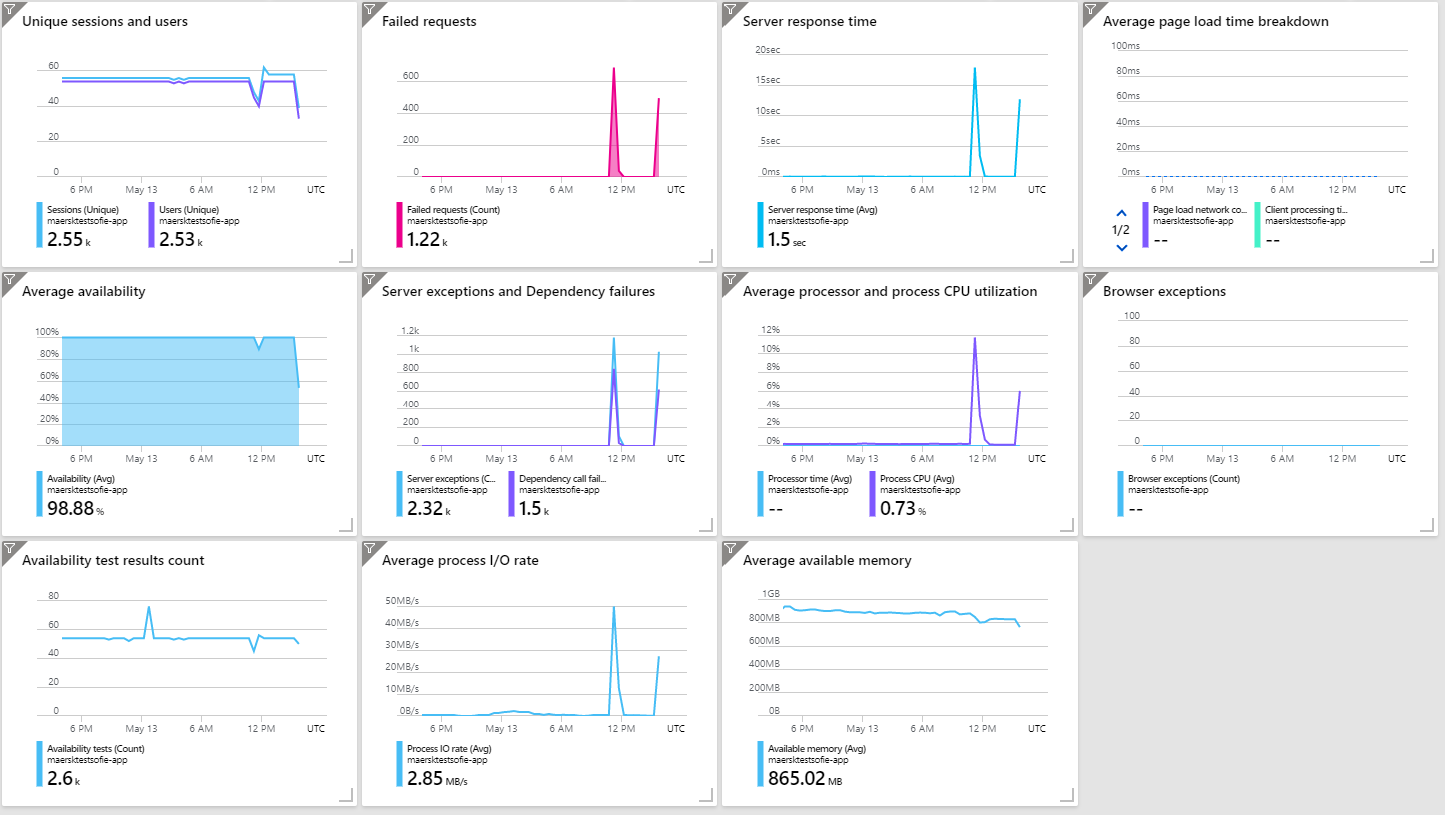 Unique sessions and users
60
40
20
0
6 PM May 13 6 AM 12 PM UTC
Sessions (Unique) Users (Unique)
maersktestsofie-app maersktestsofie-app
2.55 k 2.53 k
Failed requests
600
400
200
0
6 PM May 13 6 AM 12 PM UTC
Failed requests (Count)
maersktestsofie-app
1.22 k
Server response time
20sec
15sec
10sec
5sec
0ms
6 PM May 13 6 AM 12 PM UTC
Server response time (Avg)
maersktestsofie-app
1.5 sec
Average page load time breakdown
100ms
80ms
60ms
40ms
20ms
0ms
6 PM May 13 6 AM 12 PM UTC
1/2
Page load network co... Client processing ti...
maersktestsofie-app maersktestsofie-app
-- --
Average availability
100%
80%
60%
40%
20%
0%
6 PM May 13 6 AM 12 PM UTC
Availability (Avg)
maersktestsofie-app
98.88 %
Server exceptions and Dependency failures
1.2k
1k
800
600
400
200
0
6 PM May 13 6 AM 12 PM UTC
Server exceptions (C... Dependency call fail...
maersktestsofie-app maersktestsofie-app
2.32 k 1.5 k
Average processor and process CPU utilization
12%
10%
8%
6%
4%
2%
0%
6 PM May 13 6 AM 12 PM UTC
Processor time (Avg) Process CPU (Avg)
maersktestsofie-app maersktestsofie-app
-- 0.73 %
Browser exceptions
100
80
60
40
20
0
6 PM May 13 6 AM 12 PM UTC
Browser exceptions (Count)
maersktestsofie-app
--
Availability test results count
80
60
40
20
0
6 PM May 13 6 AM 12 PM UTC
Availability tests (Count)
maersktestsofie-app
2.6 k
Average process I/O rate
50MB/s
40MB/s
30MB/s
20MB/s
10MB/s
0B/s
6 PM May 13 6 AM 12 PM UTC
Process IO rate (Avg)
maersktestsofie-app
2.85 MB/s
Average available memory
1GB
800MB
600MB
400MB
200MB
0B
6 PM May 13 6 AM 12 PM UTC
Available memory (Avg)
maersktestsofie-app
865.02 MB